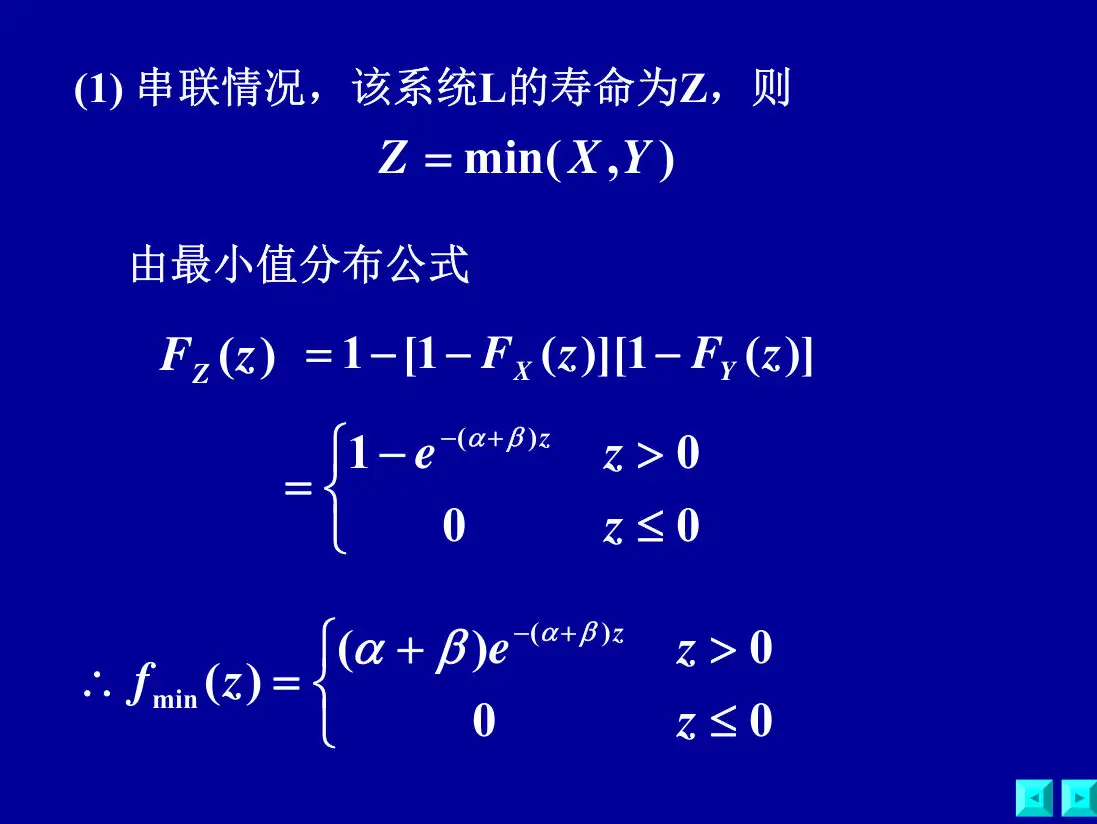 (1) 串联情况，该系统L的寿命为Z，则
Z = min( X ,Y )
由最小值分布公式
F_Z (z) = 1 − [1 − F_X (z)][1 − F_Y (z)]
= { 1 − e^{−(α+β)z} z > 0
0 z ≤ 0
∴ f_min (z) = { (α + β)e^{−(α+β)z} z > 0
0 z ≤ 0